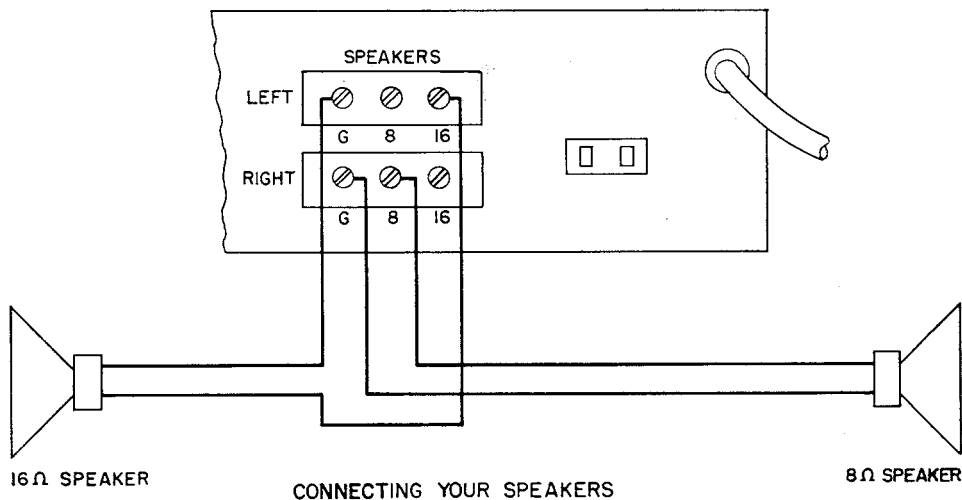 SPEAKERS
LEFT
G 8 16
RIGHT
G 8 16
16Ω SPEAKER
8Ω SPEAKER
CONNECTING YOUR SPEAKERS